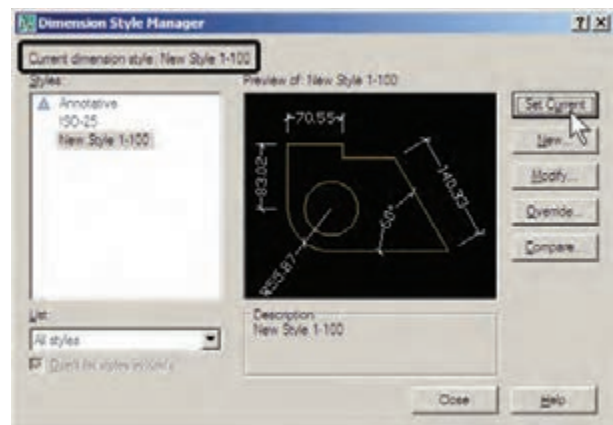 Dimension Style Manager
Current dimension style: New Style 1-100
Styles:
Annotative
ISO-25
New Style 1-100
Preview of: New Style 1-100
70.55
83.02
140.33
60°
R55.87
Set Current
New...
Modify...
Override...
Compare...
List:
All styles
Description
New Style 1-100
Close
Help